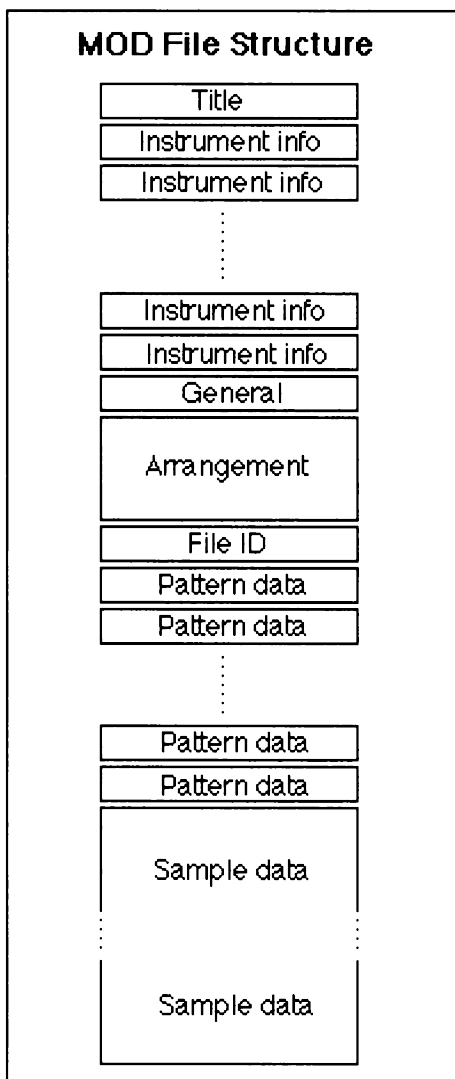 MOD File Structure
Title
Instrument info
Instrument info
Instrument info
Instrument info
General
Arrangement
File ID
Pattern data
Pattern data
Pattern data
Pattern data
Sample data
Sample data